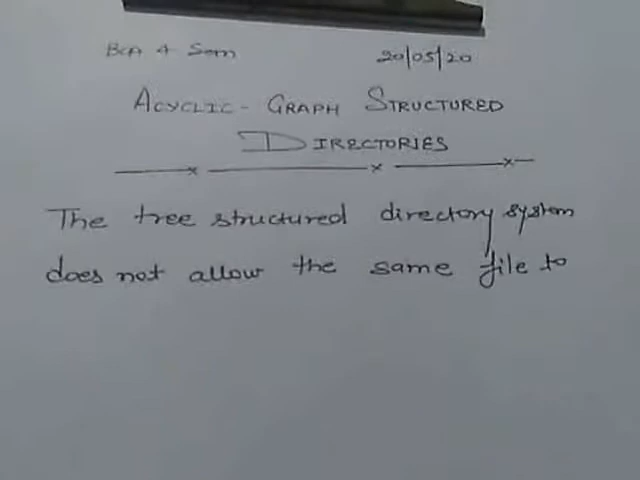 BCA 4 Sem 20/05/20
ACYCLIC-GRAPH STRUCTURED
DIRECTORIES
The tree structured directory system
does not allow the same file to